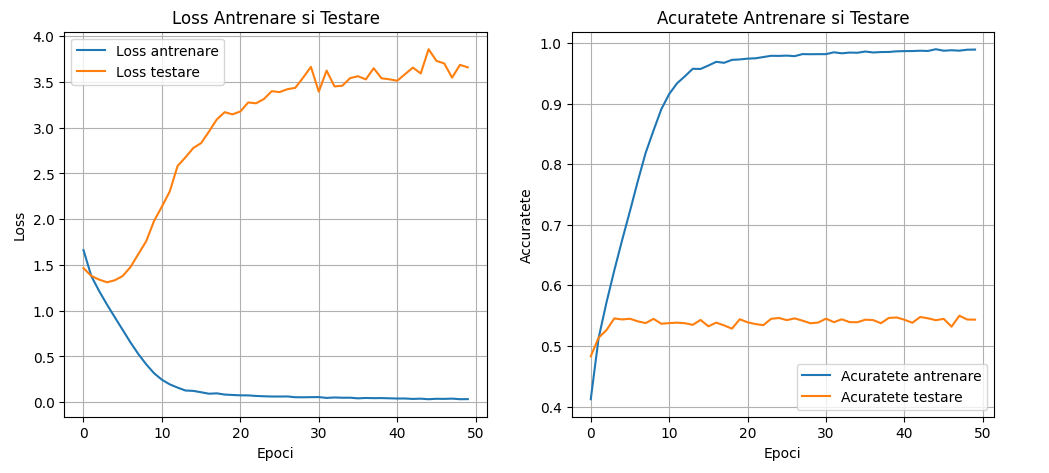 Loss Antrenare si Testare
Loss antrenare
Loss testare
4.0
3.5
3.0
2.5
2.0
1.5
1.0
0.5
0.0
Loss
0 10 20 30 40 50
Epoci
Acuratete Antrenare si Testare
1.0
0.9
0.8
0.7
0.6
0.5
0.4
Accuratete
Acuratete antrenare
Acuratete testare
0 10 20 30 40 50
Epoci